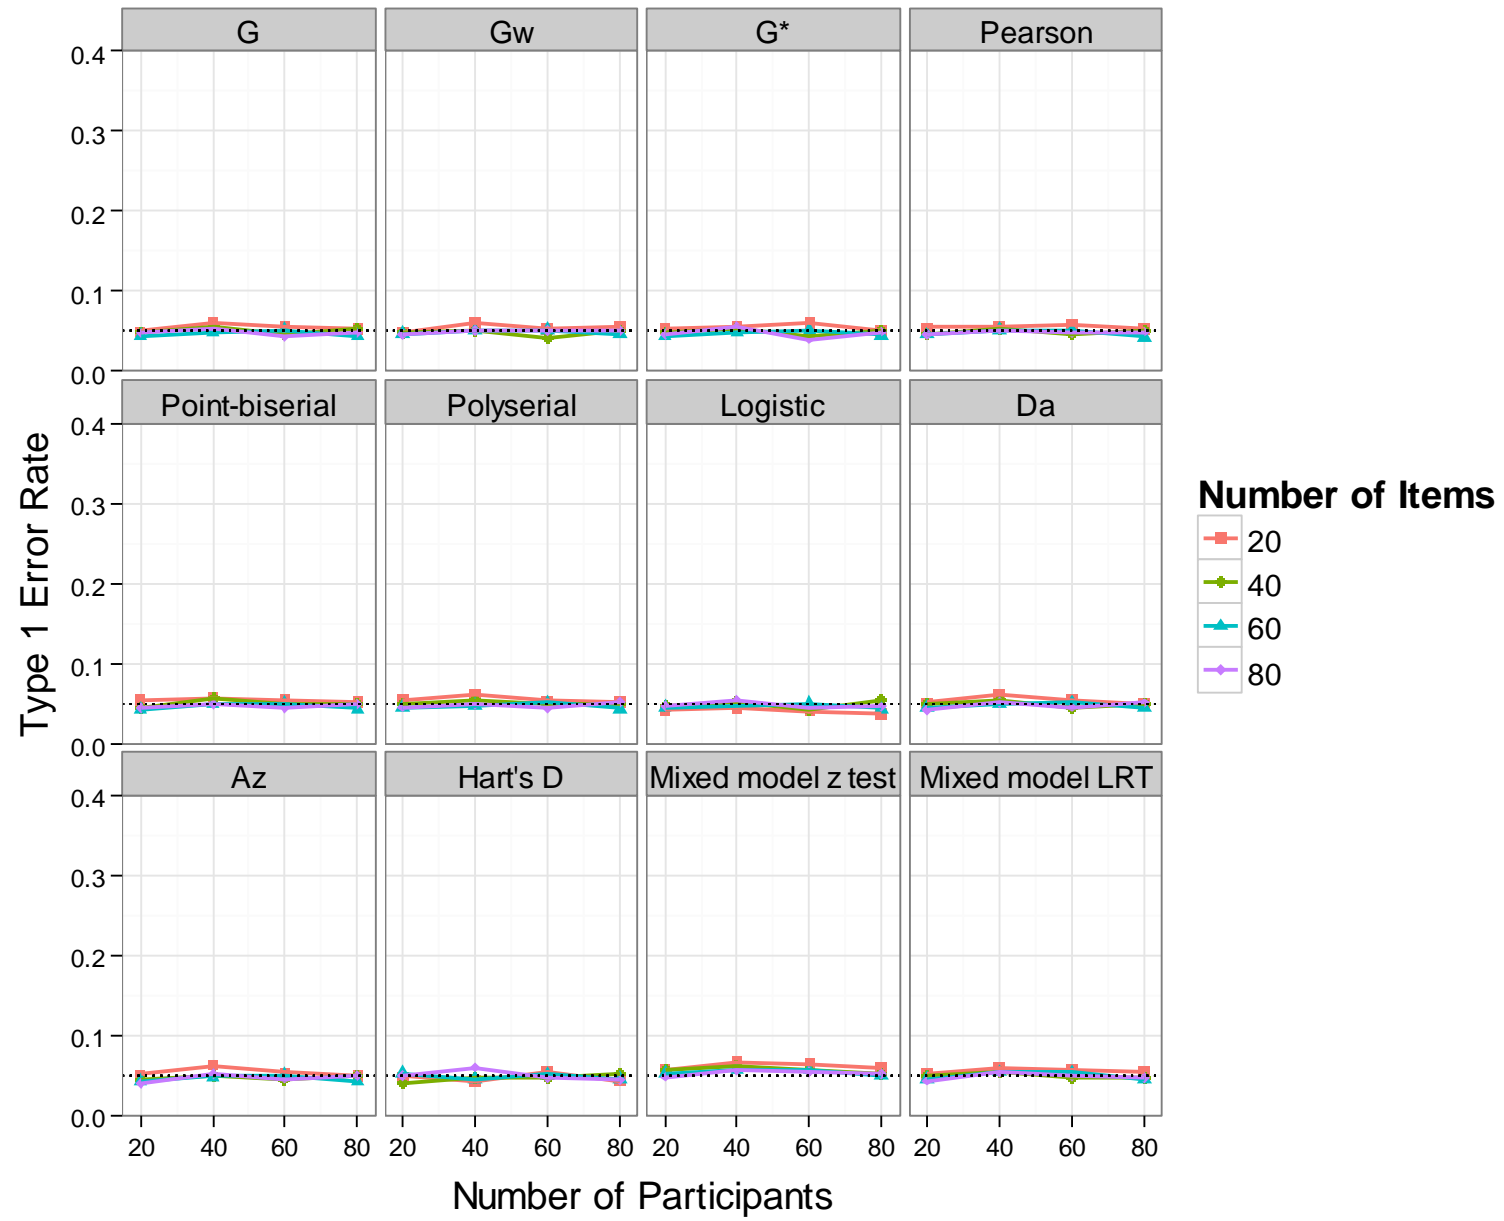 G Gw G* Pearson
0.4
0.3
0.2
0.1
0.0
Point-biserial Polyserial Logistic Da
0.4
0.3
0.2
0.1
0.0
Az Hart's D Mixed model z test Mixed model LRT
0.4
0.3
0.2
0.1
0.0
20 40 60 80 20 40 60 80 20 40 60 80 20 40 60 80
Number of Participants
Type 1 Error Rate
Number of Items
20
40
60
80